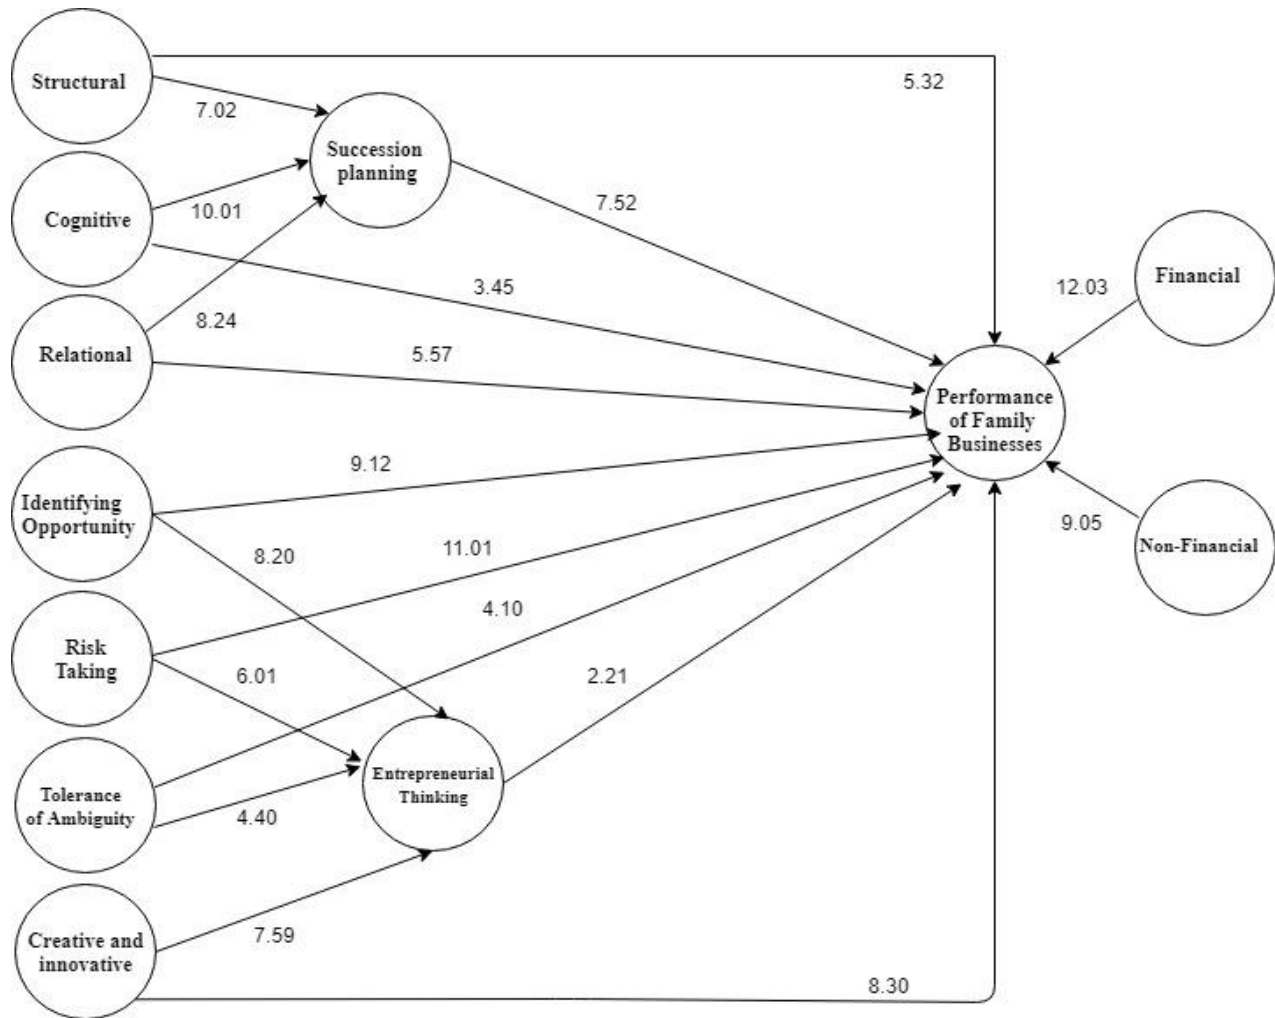 Structural
5.32
7.02
Succession
planning
7.52
Cognitive
10.01
Financial
3.45
12.03
8.24
Relational
5.57
Performance
of Family
Businesses
9.12
Identifying
Opportunity
8.20
11.01
9.05
Non-Financial
4.10
Risk
Taking
6.01
2.21
Entrepreneurial
Thinking
Tolerance
of Ambiguity
4.40
7.59
Creative and
innovative
8.30